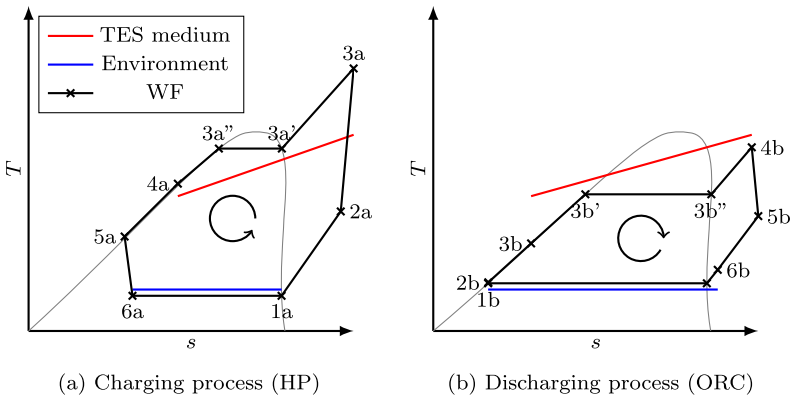 TES medium
Environment
WF
3a
3a”
3a’
4a
2a
5a
6a
1a
T
s
(a) Charging process (HP)
4b
3b’
3b”
5b
3b
6b
2b
1b
T
s
(b) Discharging process (ORC)